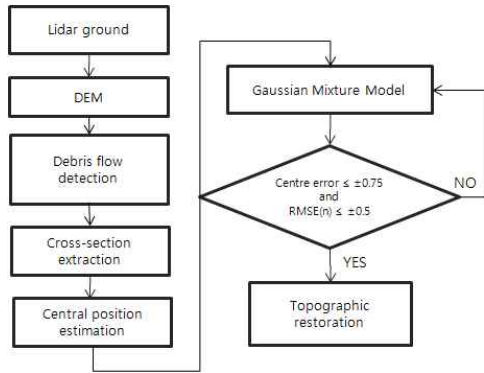 Lidar ground
DEM
Debris flow
detection
Cross-section
extraction
Central position
estimation
Gaussian Mixture Model
Centre error ≤ ±0.75
and
RMSE(n) ≤ ±0.5
NO
YES
Topographic
restoration